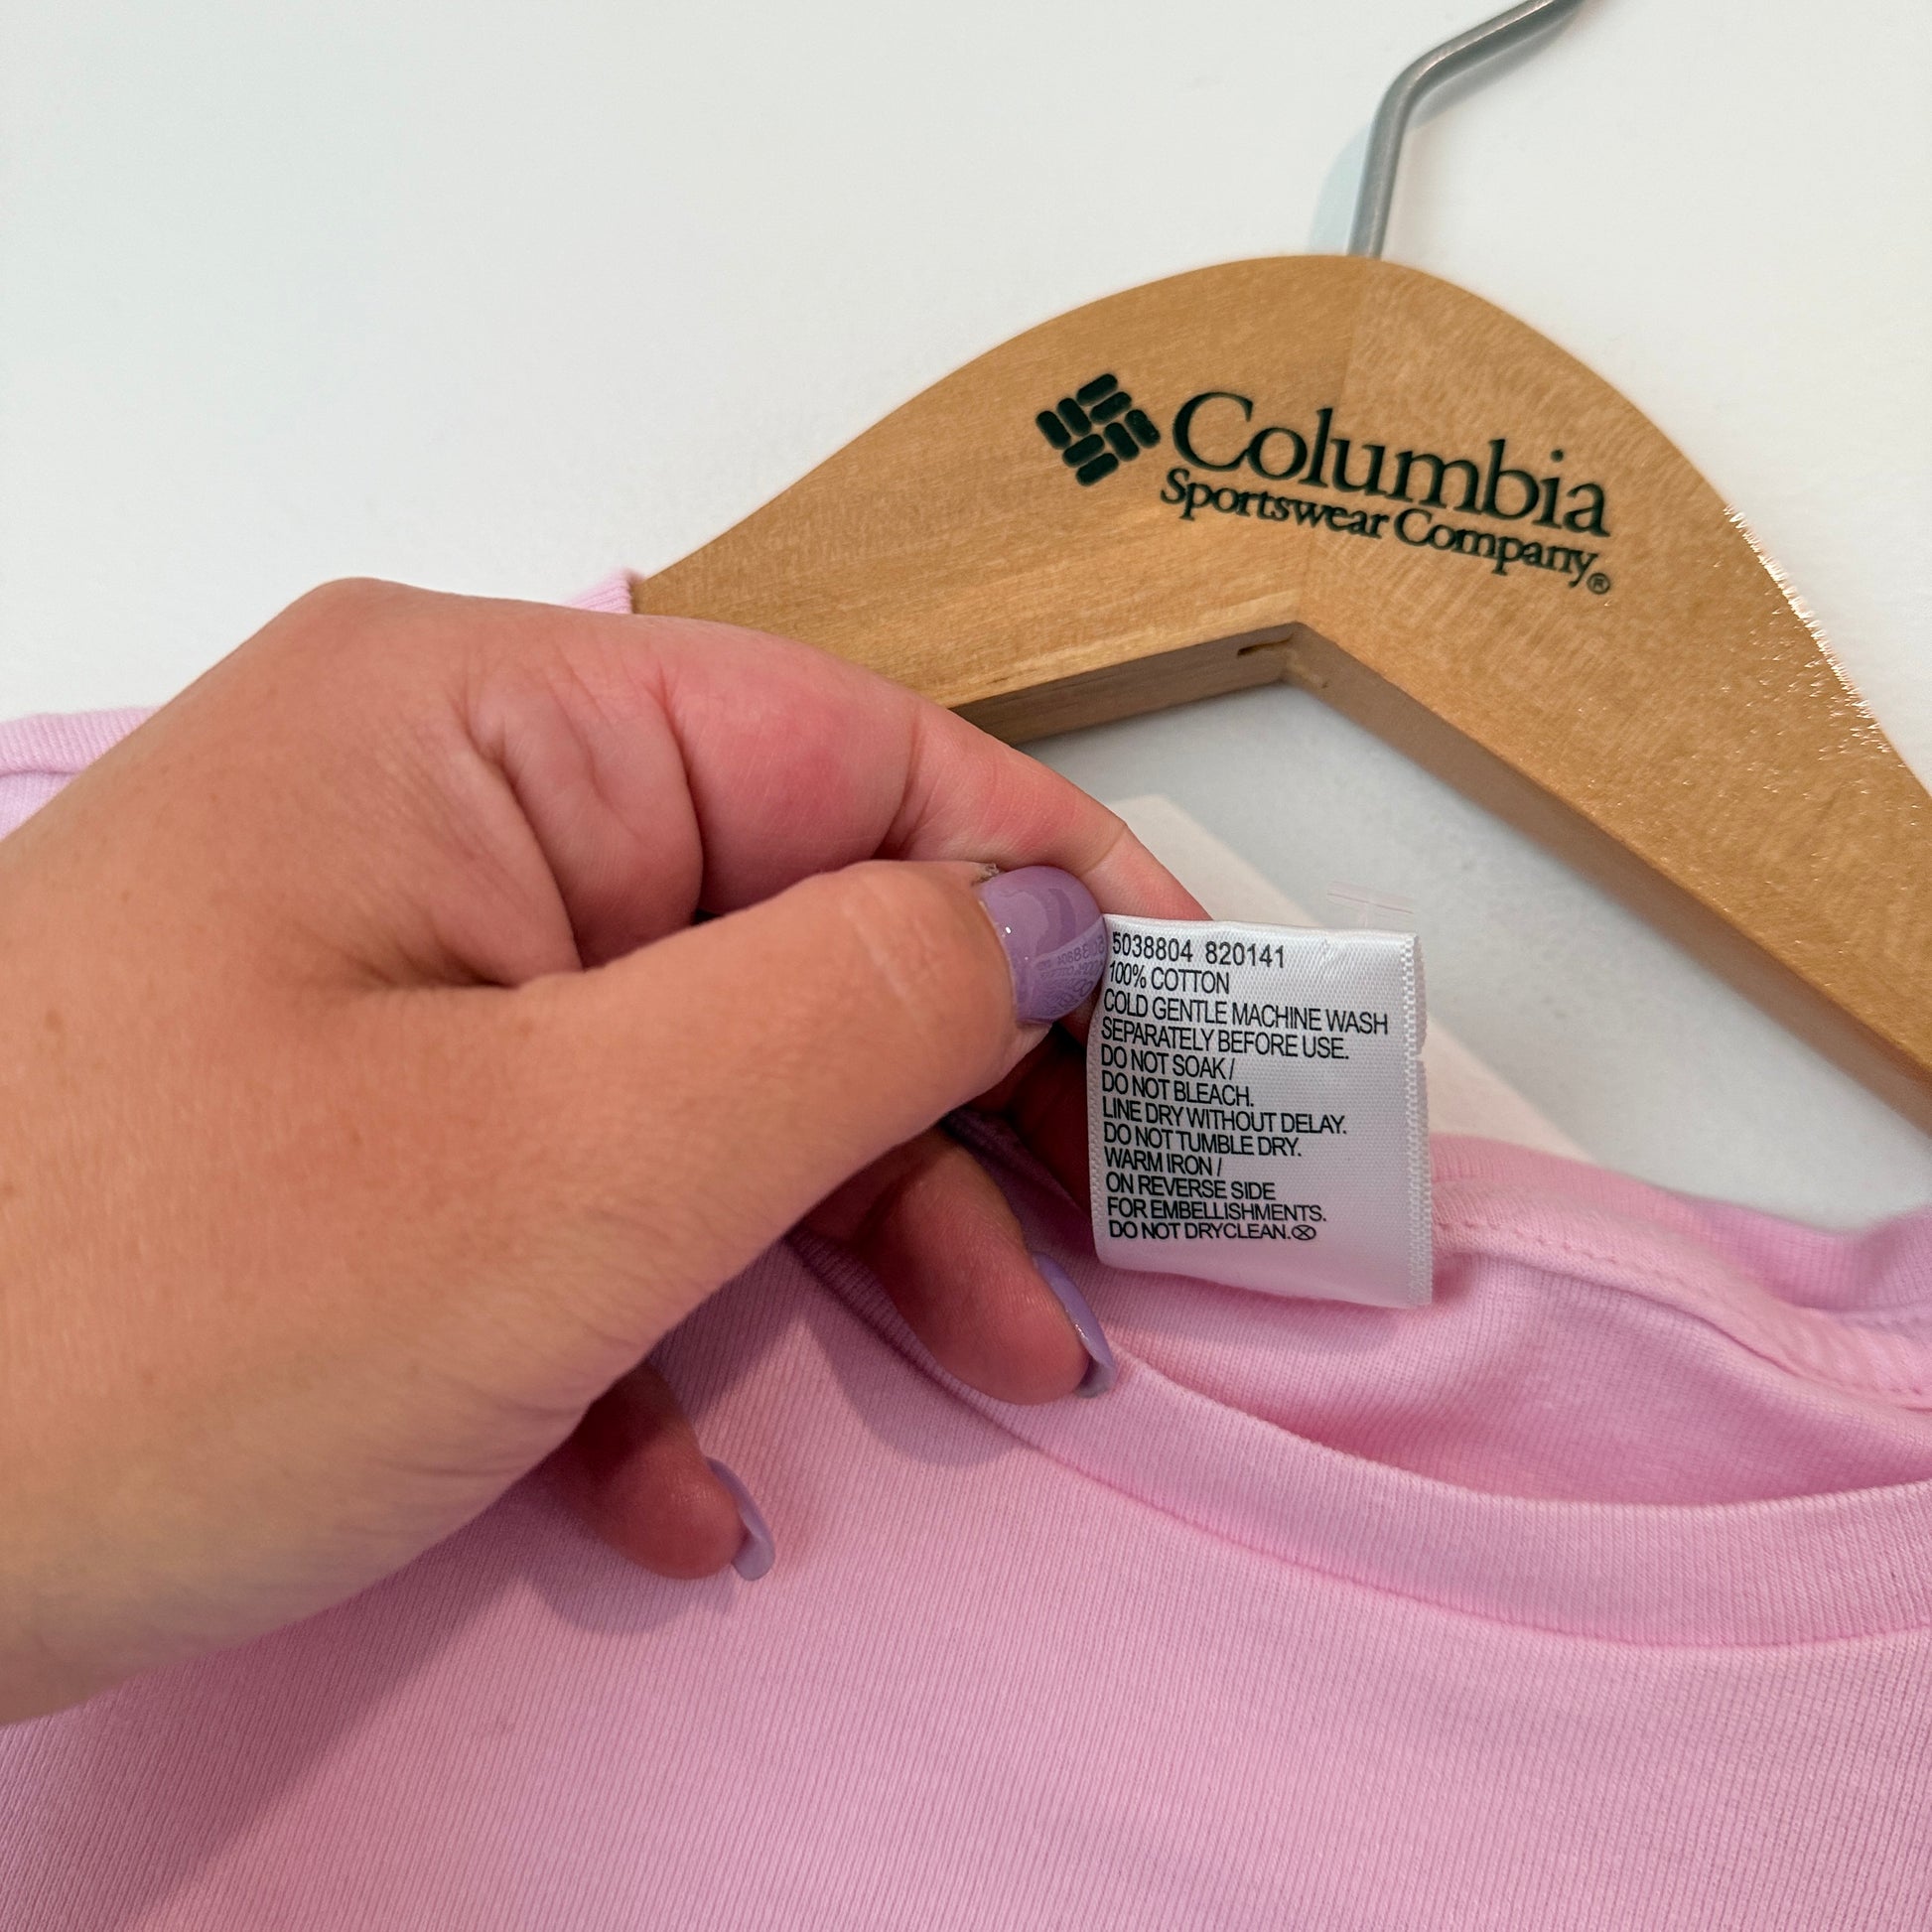 Columbia
Sportswear Company®
5038804 820141
100% COTTON
COLD GENTLE MACHINE WASH
SEPARATELY BEFORE USE.
DO NOT SOAK/
DO NOT BLEACH.
LINE DRY WITHOUT DELAY.
DO NOT TUMBLE DRY.
WARM IRON/
ON REVERSE SIDE
FOR EMBELLISHMENTS.
DO NOT DRYCLEAN.